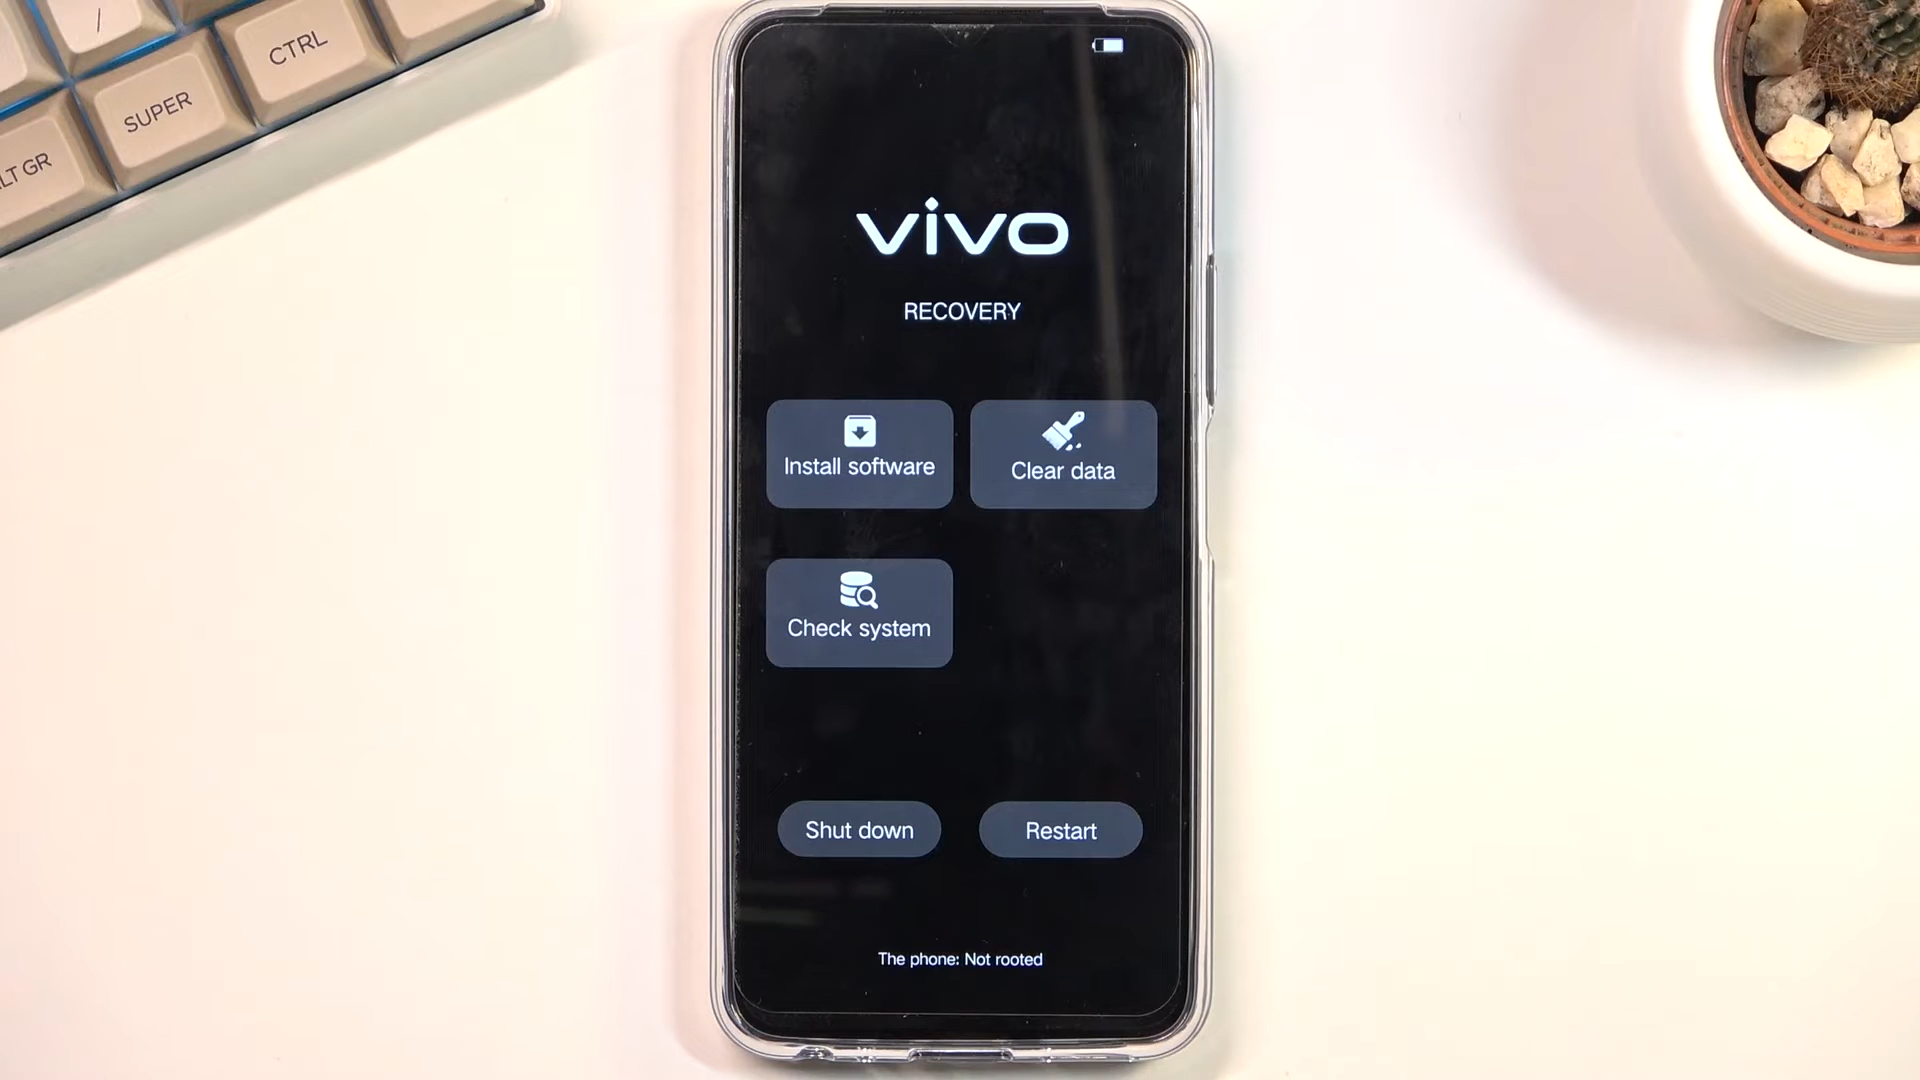 /
CTRL
SUPER
LT GR
vivo
RECOVERY
Install software
Clear data
Check system
Shut down
Restart
The phone: Not rooted